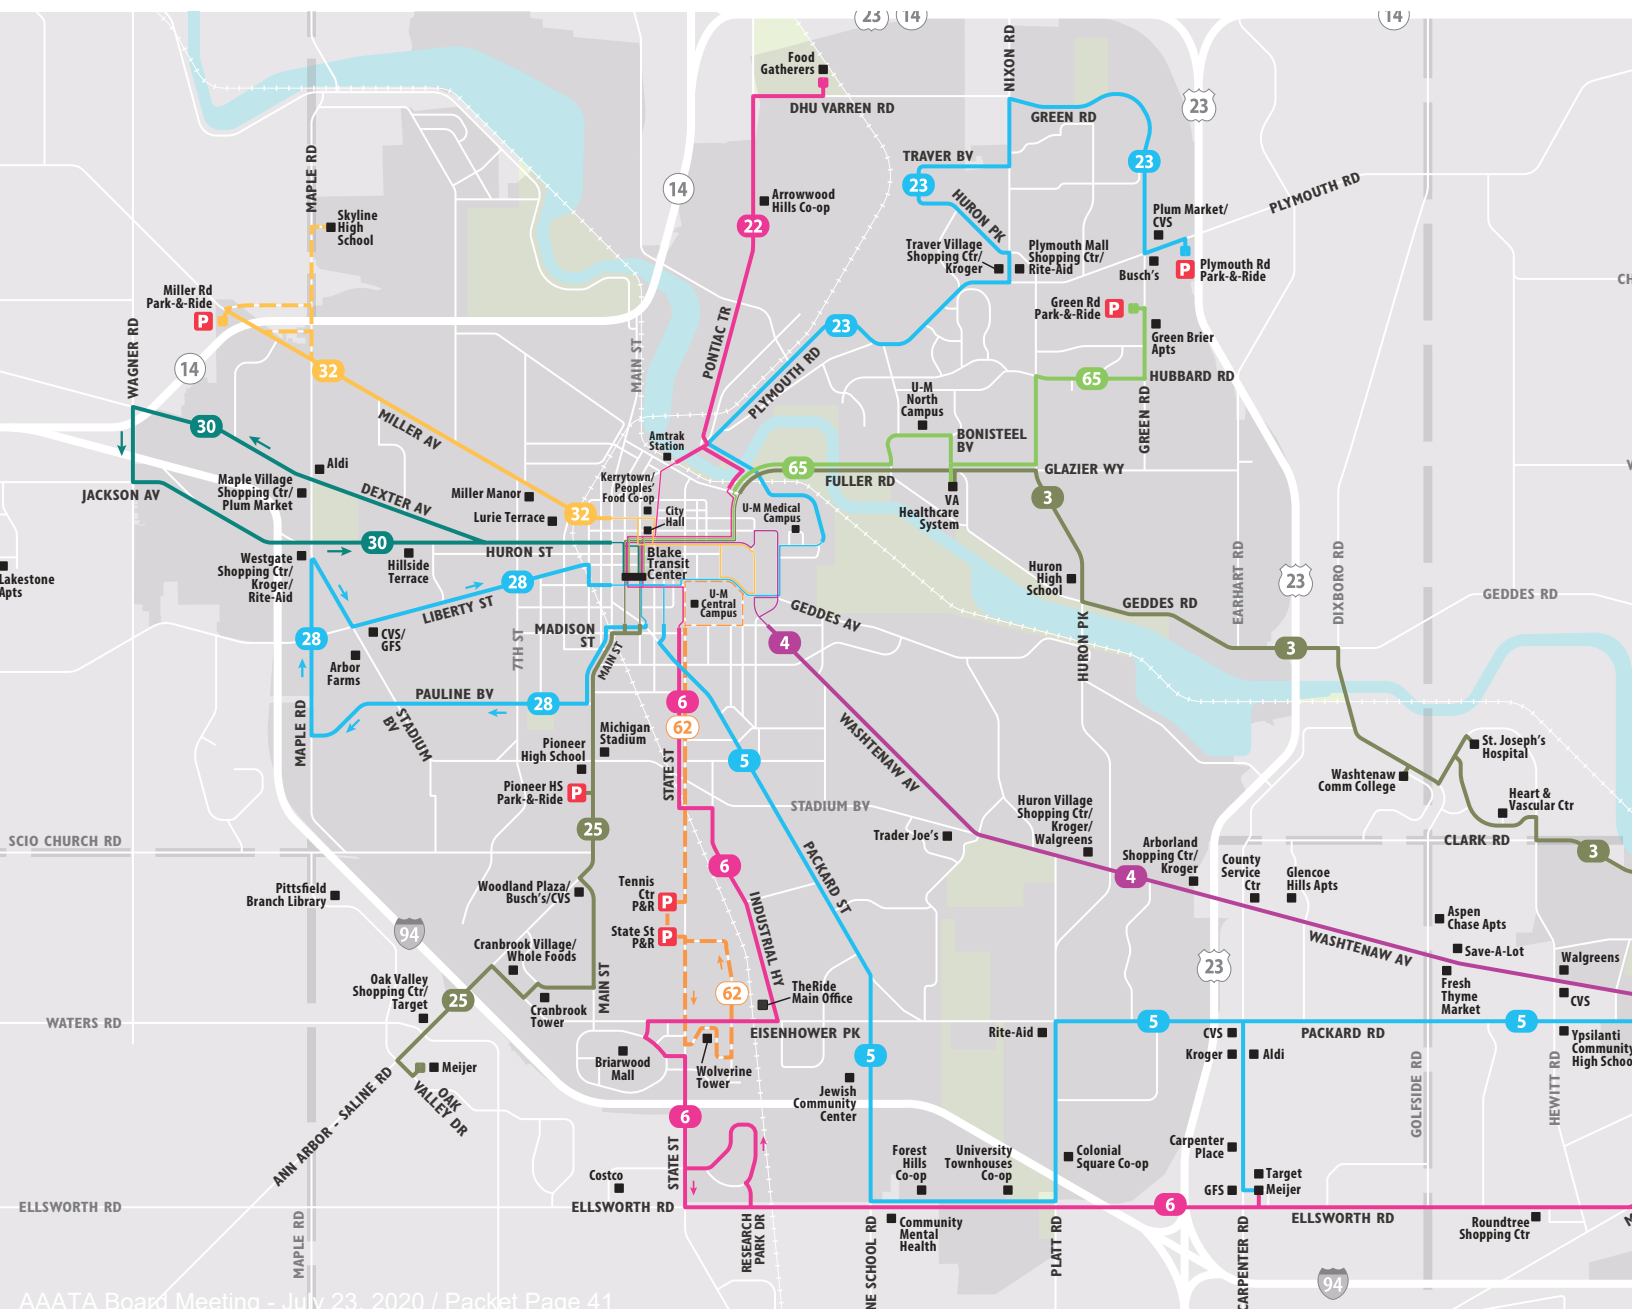 23
14
14
Food
Gatherers
NIXON RD
DHU VARREN RD
GREEN RD
23
MAPLE RD
TRAVER BV
23
23
14
Arrowwood
Hills Co-op
HURON PK
PLYMOUTH RD
Skyline
High
School
22
Plum Market/
CVS
Traver Village
Shopping Ctr/
Kroger
Plymouth Mall
Shopping Ctr/
Rite-Aid
Busch's
P
Plymouth Rd
Park-&-Ride
Miller Rd
Park-&-Ride
P
Green Rd
Park-&-Ride
P
CH
WAGNER RD
23
Green Brier
Apts
14
32
MAIN ST
PONTIAC TR
PLYMOUTH RD
65
HUBBARD RD
U-M
North
Campus
30
MILLER AV
Amtrak
Station
BONISTEEL
BV
GREEN RD
65
FULLER RD
GLAZIER WY
Aldi
Maple Village
Shopping Ctr/
Plum Market
JACKSON AV
DEXTER AV
Miller Manor
Kerrytown/
Peoples'
Food Co-op
VA
Healthcare
System
3
Lurie Terrace
32
City
Hall
U-M Medical
Campus
30
HURON ST
Blake
Transit
Center
Westgate
Shopping Ctr/
Kroger/
Rite-Aid
Hillside
Terrace
Lakestone
Apts
Huron
High
School
EARHART RD
DIXBORO RD
23
28
LIBERTY ST
U-M
Central
Campus
GEDDES AV
GEDDES RD
GEDDES RD
28
CVS/
GFS
7TH ST
MADISON
ST
MAIN ST
4
HURON PK
3
Arbor
Farms
PAULINE BV
28
6
62
MAPLE RD
STADIUM
BV
Michigan
Stadium
WASHTENAW AV
Pioneer
High School
5
St. Joseph's
Hospital
Pioneer HS
Park-&-Ride
P
STATE ST
Washtenaw
Comm College
STADIUM BV
Huron Village
Shopping Ctr/
Kroger/
Walgreens
Heart &
Vascular Ctr
25
Trader Joe's
Arborland
Shopping Ctr/
Kroger
CLARK RD
SCIO CHURCH RD
6
PACKARD ST
4
County
Service
Ctr
Glencoe
Hills Apts
3
Pittsfield
Branch Library
Woodland Plaza/
Busch's/CVS
Tennis
Ctr
P&R
P
INDUSTRIAL HY
Aspen
Chase Apts
94
State St
P&R
P
WASHTENAW AV
Save-A-Lot
Cranbrook Village/
Whole Foods
Walgreens
23
Fresh
Thyme
Market
CVS
Oak Valley
Shopping Ctr/
Target
25
MAIN ST
62
TheRide
Main Office
Cranbrook
Tower
WATERS RD
EISENHOWER PK
Rite-Aid
5
CVS
PACKARD RD
5
Ypsilanti
Community
High Schoo
5
Kroger
Aldi
Briarwood
Mall
Wolverine
Tower
Meijer
OAK
VALLEY DR
Jewish
Community
Center
GOLFSIDE RD
HEWITT RD
6
ANN ARBOR - SALINE RD
Forest
Hills
Co-op
University
Townhouses
Co-op
Colonial
Square Co-op
Carpenter
Place
STATE ST
Target
GFS
Meijer
Costco
ELLSWORTH RD
ELLSWORTH RD
6
ELLSWORTH RD
Community
Mental
Health
Roundtree
Shopping Ctr
MAPLE RD
RESEARCH
PARK DR
NE SCHOOL RD
PLATT RD
CARPENTER RD
94
AAATA Board Meeting - July 23, 2020 / Packet Page 41